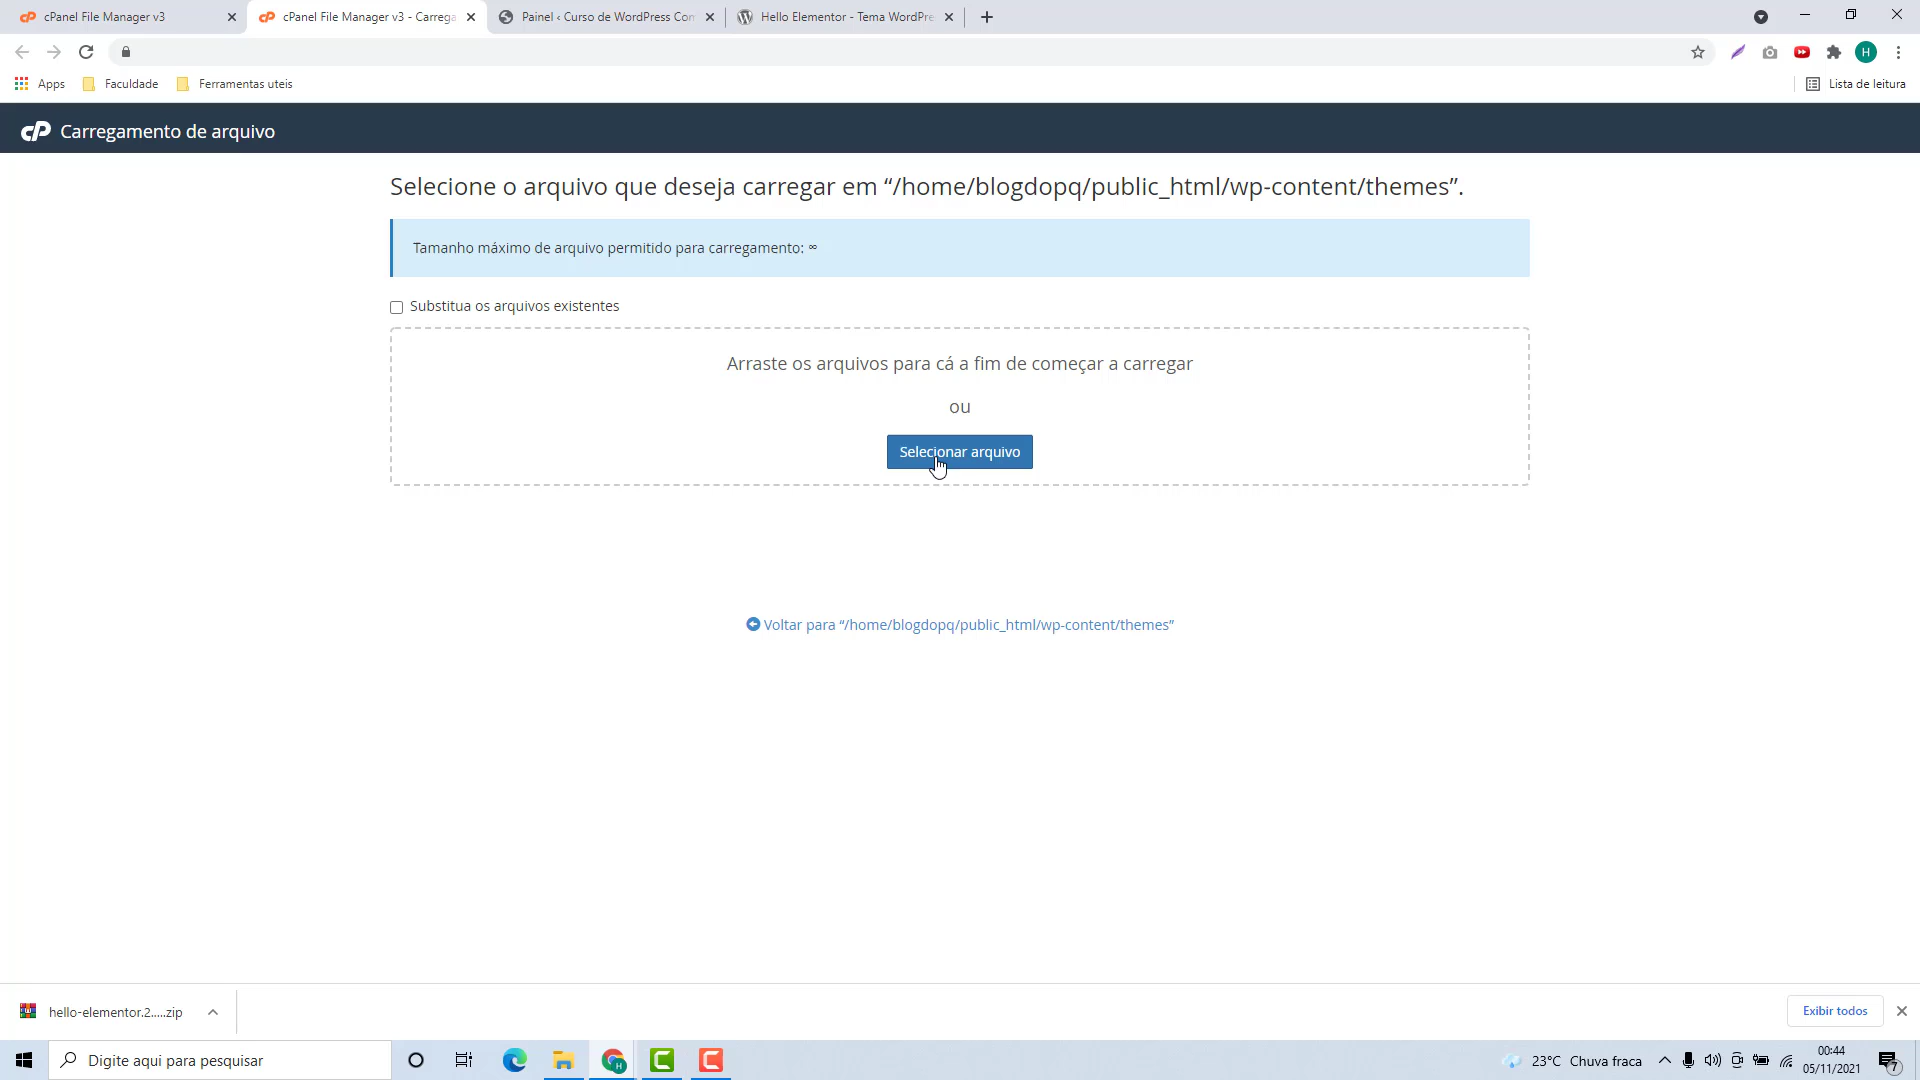 cPanel File Manager v3
cPanel File Manager v3 - Carrega
Painel ‹ Curso de WordPress Com
Hello Elementor - Tema WordPre
H
Apps
Faculdade
Ferramentas uteis
Lista de leitura
cP Carregamento de arquivo
Selecione o arquivo que deseja carregar em “/home/blogdopq/public_html/wp-content/themes”.
Tamanho máximo de arquivo permitido para carregamento: ∞
Substitua os arquivos existentes
Arraste os arquivos para cá a fim de começar a carregar
ou
Selecionar arquivo
Voltar para “/home/blogdopq/public_html/wp-content/themes”
hello-elementor.2.....zip
Exibir todos
Digite aqui para pesquisar
23°C Chuva fraca
00:44
05/11/2021
7